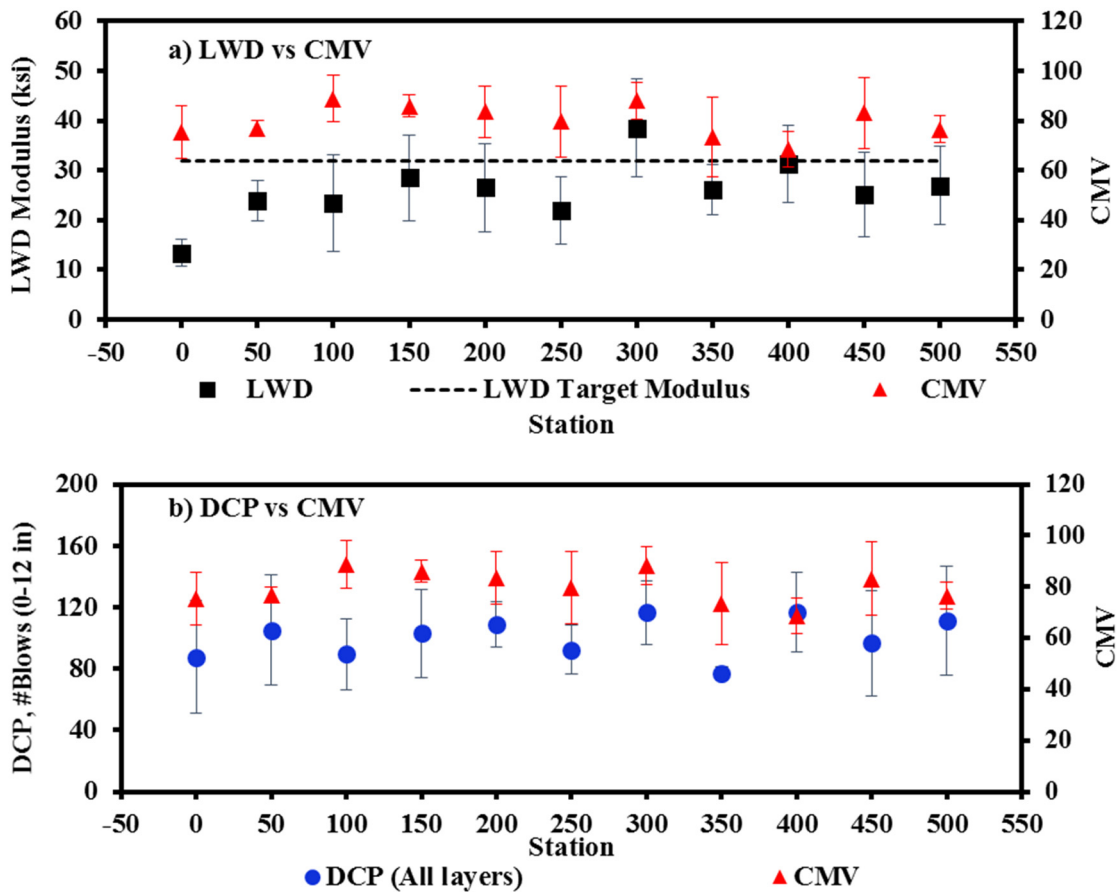 a) LWD vs CMV
LWD Modulus (ksi)
60
50
40
30
20
10
0
120
100
80
60
40
20
0
CMV
-50 0 50 100 150 200 250 300 350 400 450 500 550
LWD LWD Target Modulus CMV
Station
b) DCP vs CMV
DCP, #Blows (0-12 in)
200
160
120
80
40
0
120
100
80
60
40
20
0
CMV
-50 0 50 100 150 200 250 300 350 400 450 500 550
Station
DCP (All layers) CMV